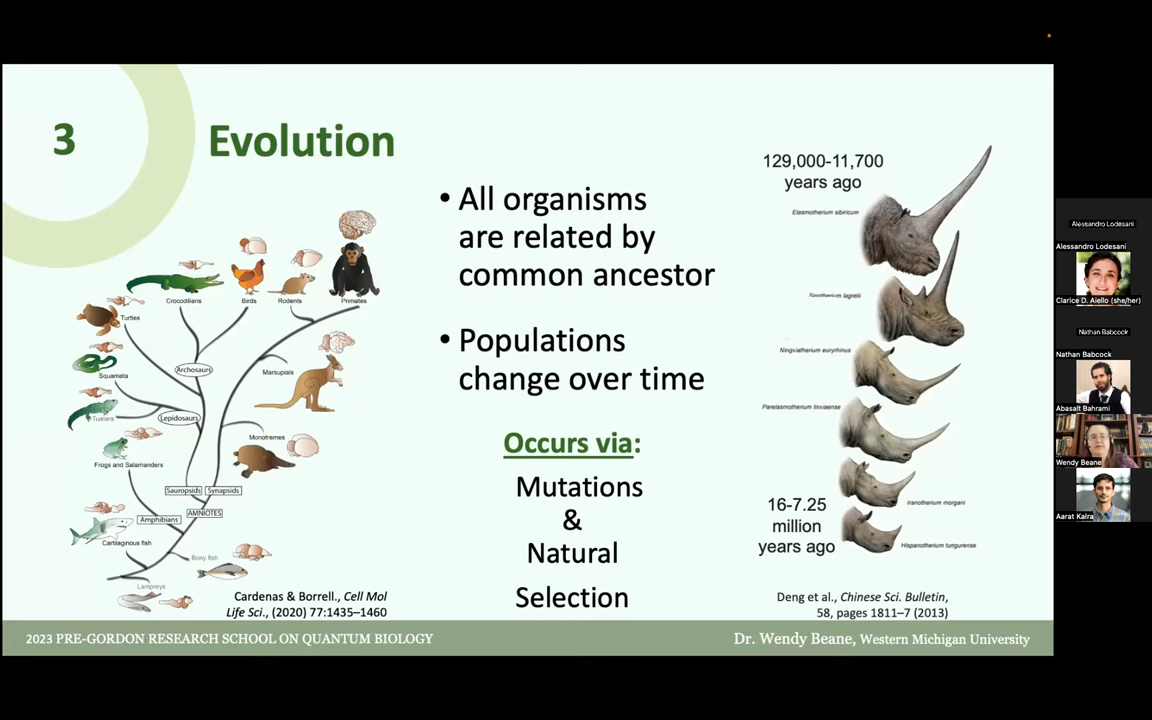 3
Evolution
• All organisms
are related by
common ancestor
• Populations
change over time
Occurs via:
Mutations
&
Natural
Selection
Crocodilians
Birds
Rodents
Primates
Turtles
Archosaurs
Marsupials
Squamata
Tuatara
Lepidosaurs
Monotremes
Frogs and Salamanders
Sauropsids
Synapsids
AMNIOTES
Amphibians
Cartilaginous fish
Bony fish
Lampreys
Cardenas & Borrell., Cell Mol
Life Sci., (2020) 77:1435–1460
129,000-11,700
years ago
Elasmotherium sibiricum
Sinotherium lagrelii
Ningxiatherium euryrhinus
Parelasmotherium linxiaense
Iranotherium morgani
Hispanotherium tungurense
16-7.25
million
years ago
Deng et al., Chinese Sci. Bulletin,
58, pages 1811–7 (2013)
2023 PRE-GORDON RESEARCH SCHOOL ON QUANTUM BIOLOGY
Dr. Wendy Beane, Western Michigan University
Alessandro Lodesani
Alessandro Lodesani
Clarice D. Aiello (she/her)
Nathan Babcock
Nathan Babcock
Abasalt Bahrami
Wendy Beane
Aarat Kalra